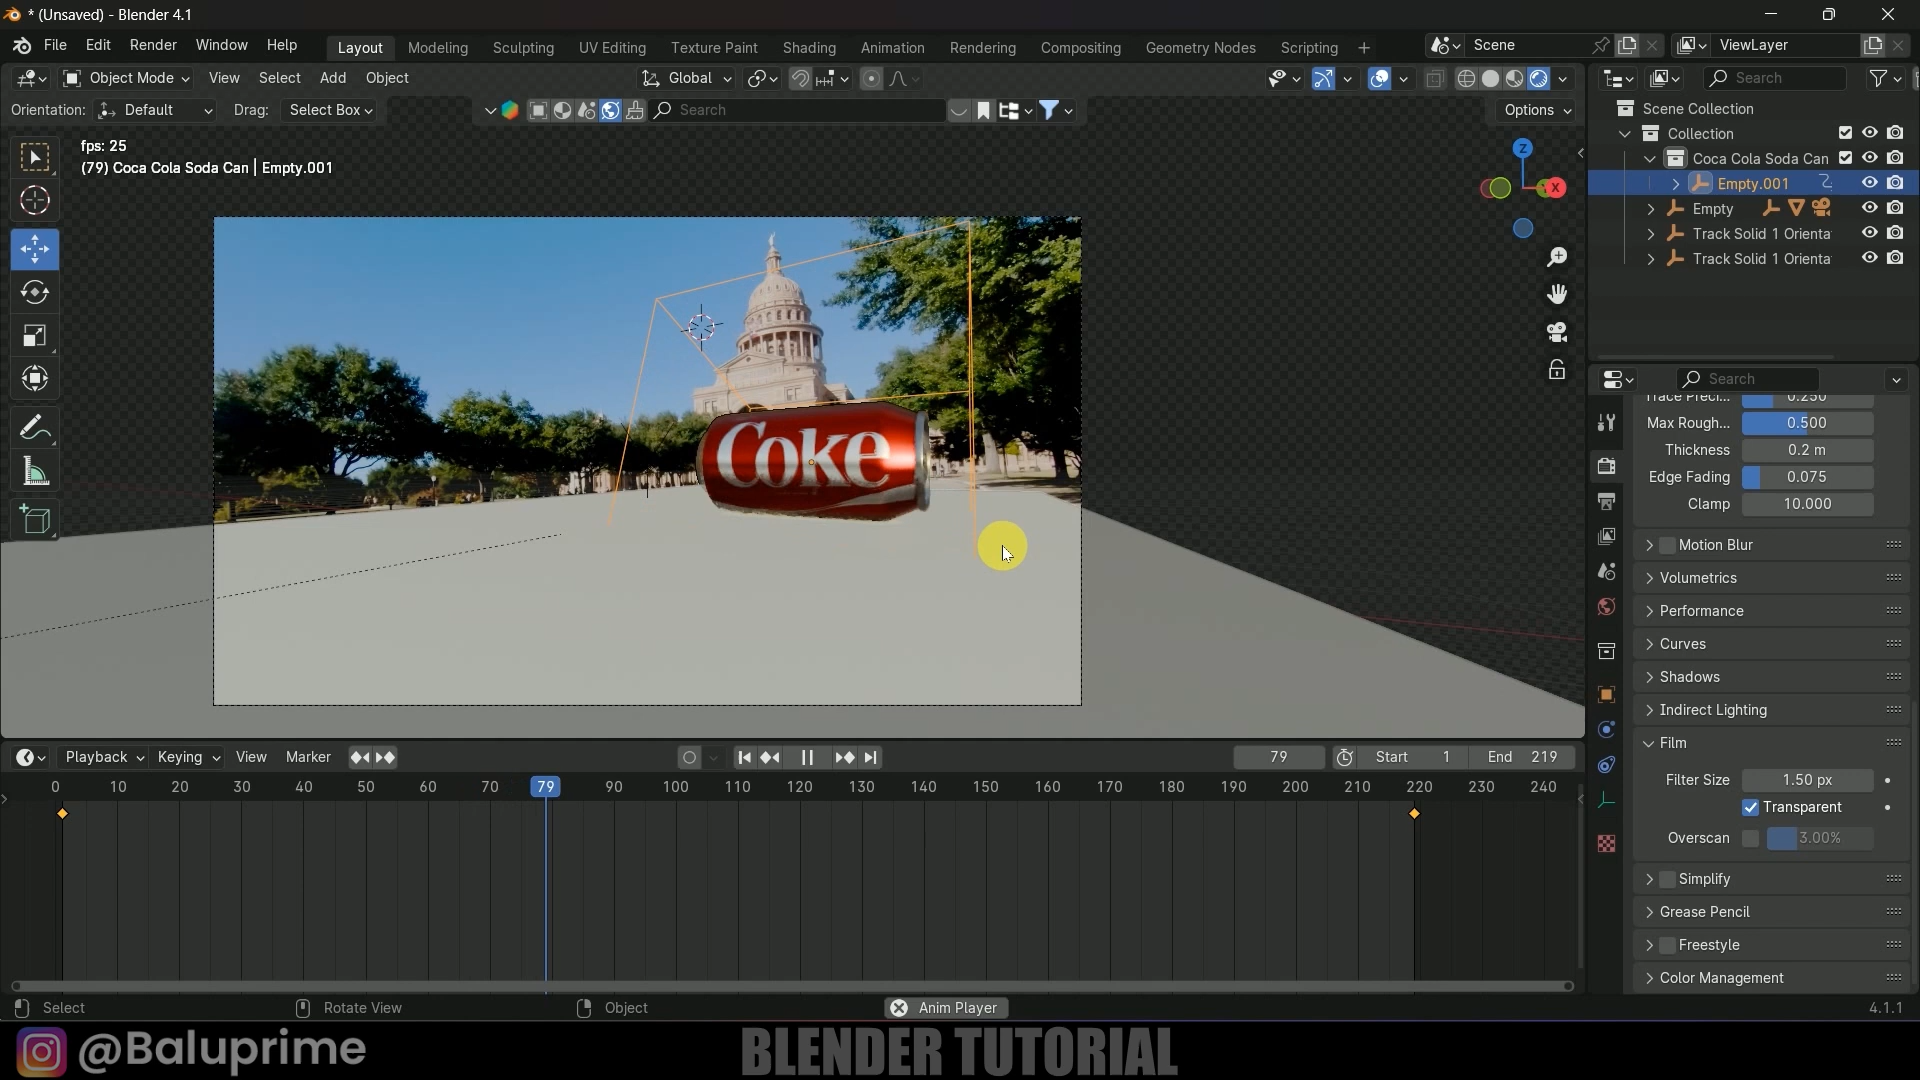 * (Unsaved) - Blender 4.1
File Edit Render Window Help Layout Modeling Sculpting UV Editing Texture Paint Shading Animation Rendering Compositing Geometry Nodes Scripting + Scene ViewLayer
Object Mode View Select Add Object Global Search
Orientation: Default Drag: Select Box Search Options
Scene Collection
Collection
Coca Cola Soda Can
Empty.001
Empty
Track Solid 1 Orienta
Track Solid 1 Orienta
fps: 25
(79) Coca Cola Soda Can | Empty.001
Z
X
Coke
Search
Trace Preci... 0.250
Max Rough... 0.500
Thickness 0.2 m
Edge Fading 0.075
Clamp 10.000
Motion Blur
Volumetrics
Performance
Curves
Shadows
Indirect Lighting
Film
Filter Size 1.50 px
Transparent
Overscan 3.00%
Simplify
Grease Pencil
Freestyle
Color Management
Playback Keying View Marker 79 Start 1 End 219
0 10 20 30 40 50 60 70 79 90 100 110 120 130 140 150 160 170 180 190 200 210 220 230 240
Select Rotate View Object Anim Player 4.1.1
@Baluprime BLENDER TUTORIAL